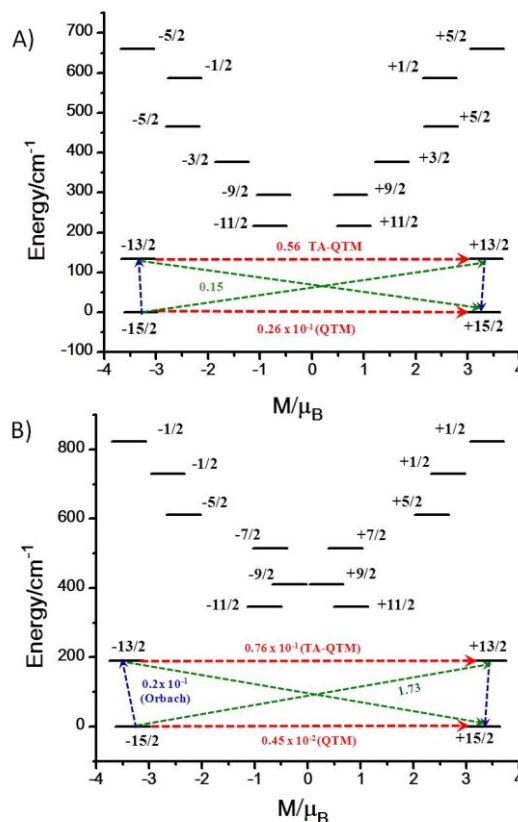 A)
700
600
500
400
300
200
100
0
-100
Energy/cm⁻¹
-5/2 +5/2
-1/2 +1/2
-5/2 +5/2
-3/2 +3/2
-9/2 +9/2
-11/2 +11/2
-13/2 0.56 TA-QTM +13/2
0.15
-15/2 0.26 x 10⁻¹(QTM) +15/2
-4 -3 -2 -1 0 1 2 3 4
M/μB
B)
800
600
400
200
0
Energy/cm⁻¹
-1/2 +1/2
-1/2 +1/2
-5/2 +5/2
-7/2 +7/2
-9/2 +9/2
-11/2 +11/2
-13/2 0.76 x 10⁻¹(TA-QTM) +13/2
0.2x 10⁻¹ 1.73
(Orbach)
-15/2 0.45 x 10⁻²(QTM) +15/2
-4 -3 -2 -1 0 1 2 3 4
M/μB